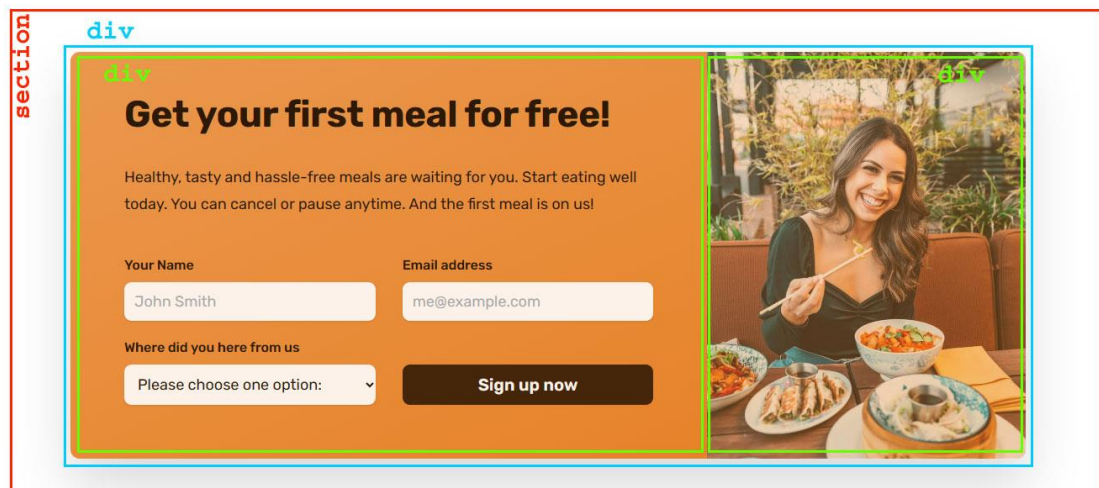 section
div
div
div
Get your first meal for free!
Healthy, tasty and hassle-free meals are waiting for you. Start eating well
today. You can cancel or pause anytime. And the first meal is on us!
Your Name
Email address
John Smith
me@example.com
Where did you here from us
Please choose one option:
Sign up now